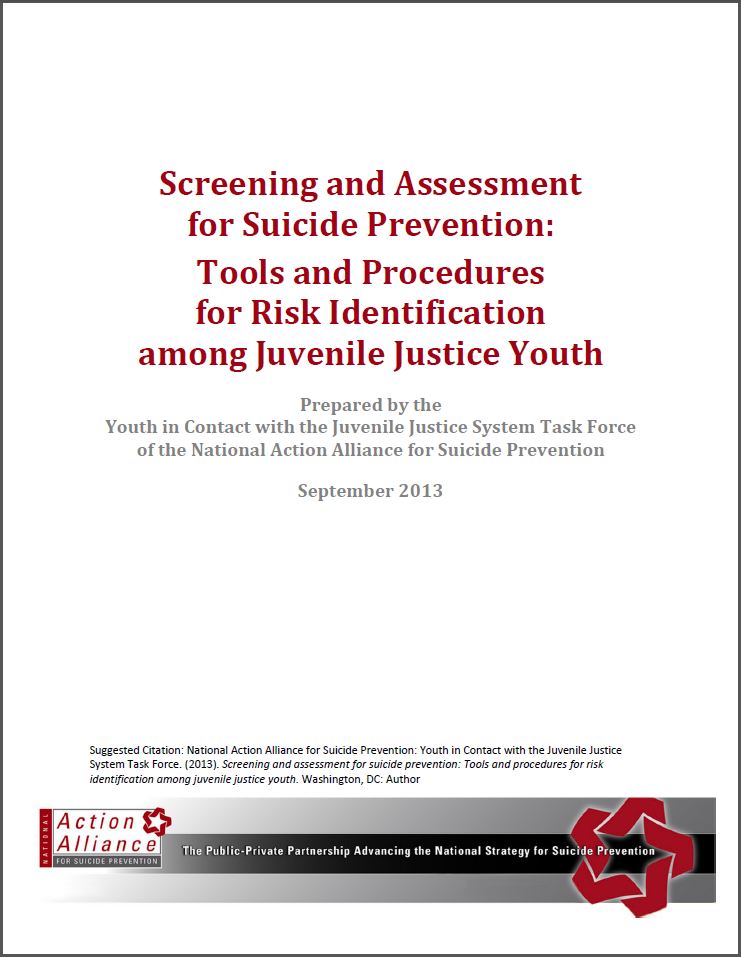 Screening and Assessment
for Suicide Prevention:
Tools and Procedures
for Risk Identification
among Juvenile Justice Youth
Prepared by the
Youth in Contact with the Juvenile Justice System Task Force
of the National Action Alliance for Suicide Prevention
September 2013
Suggested Citation: National Action Alliance for Suicide Prevention: Youth in Contact with the Juvenile Justice
System Task Force. (2013). Screening and assessment for suicide prevention: Tools and procedures for risk
identification among juvenile justice youth. Washington, DC: Author
NATIONAL
Action
Alliance
FOR SUICIDE PREVENTION
The Public-Private Partnership Advancing the National Strategy for Suicide Prevention